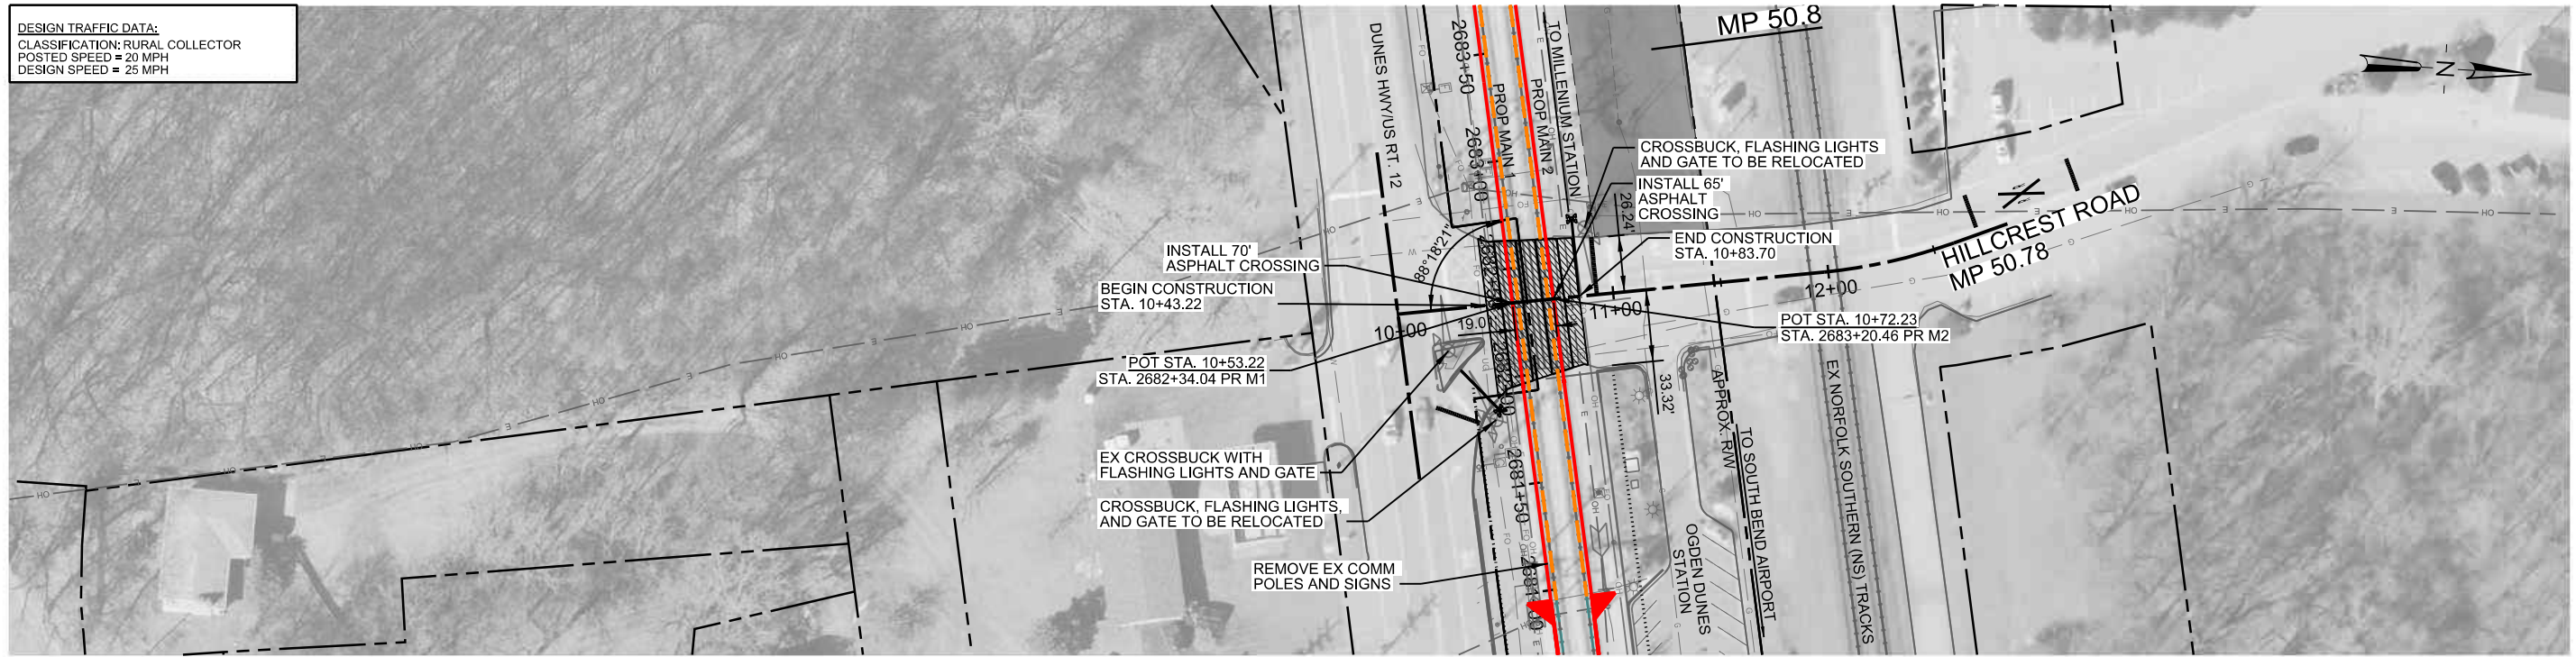 DESIGN TRAFFIC DATA:
CLASSIFICATION: RURAL COLLECTOR
POSTED SPEED = 20 MPH
DESIGN SPEED = 25 MPH
DUNES HWY/US RT. 12
2683+50
PROP MAIN 1
PROP MAIN 2
TO MILLENIUM STATION
MP 50.8
N
2683+00
CROSSBUCK, FLASHING LIGHTS
AND GATE TO BE RELOCATED
INSTALL 65'
ASPHALT
CROSSING
26.24'
END CONSTRUCTION
STA. 10+83.70
HILLCREST ROAD
MP 50.78
INSTALL 70'
ASPHALT CROSSING
88°18'21"
2682+50
BEGIN CONSTRUCTION
STA. 10+43.22
10+00
19.0
11+00
12+00
POT STA. 10+72.23
STA. 2683+20.46 PR M2
POT STA. 10+53.22
STA. 2682+34.04 PR M1
2682+00
33.32'
APPROX. R/W
EX NORFOLK SOUTHERN (NS) TRACKS
EX CROSSBUCK WITH
FLASHING LIGHTS AND GATE
TO SOUTH BEND AIRPORT
2681+50
CROSSBUCK, FLASHING LIGHTS,
AND GATE TO BE RELOCATED
OGDEN DUNES
STATION
REMOVE EX COMM
POLES AND SIGNS
2681+00